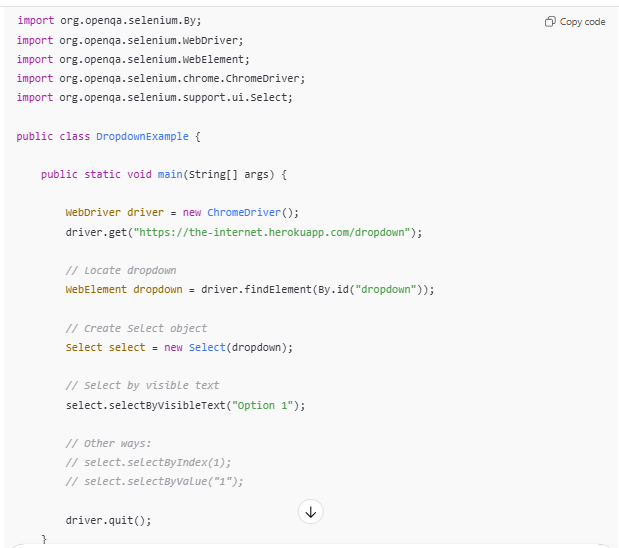 import org.openqa.selenium.By;
Copy code
import org.openqa.selenium.WebDriver;
import org.openqa.selenium.WebElement;
import org.openqa.selenium.chrome.ChromeDriver;
import org.openqa.selenium.support.ui.Select;
public class DropdownExample {
public static void main(String[] args) {
WebDriver driver = new ChromeDriver();
driver.get("https://the-internet.herokuapp.com/dropdown");
// Locate dropdown
WebElement dropdown = driver.findElement(By.id("dropdown"));
// Create Select object
Select select = new Select(dropdown);
// Select by visible text
select.selectByVisibleText("Option 1");
// Other ways:
// select.selectByIndex(1);
// select.selectByValue("1");
driver.quit();
}